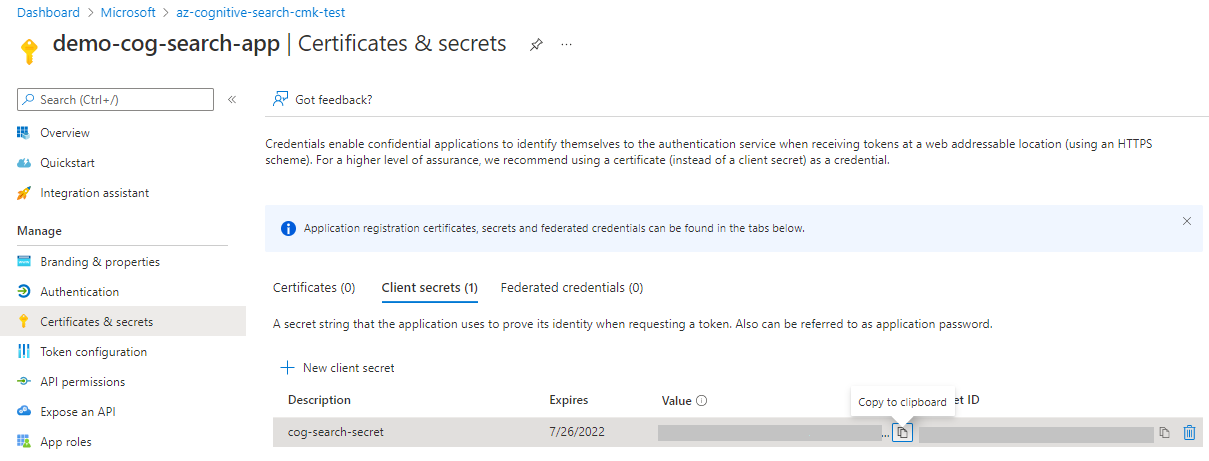 Dashboard > Microsoft > az-cognitive-search-cmk-test
demo-cog-search-app | Certificates & secrets ...
Search (Ctrl+/) «
Got feedback?
Overview
Quickstart
Integration assistant
Manage
Branding & properties
Authentication
Certificates & secrets
Token configuration
API permissions
Expose an API
App roles
Credentials enable confidential applications to identify themselves to the authentication service when receiving tokens at a web addressable location (using an HTTPS
scheme). For a higher level of assurance, we recommend using a certificate (instead of a client secret) as a credential.
Application registration certificates, secrets and federated credentials can be found in the tabs below.
Certificates (0) Client secrets (1) Federated credentials (0)
A secret string that the application uses to prove its identity when requesting a token. Also can be referred to as application password.
New client secret
Copy to clipboard
Description Expires Value et ID
cog-search-secret 7/26/2022 ...